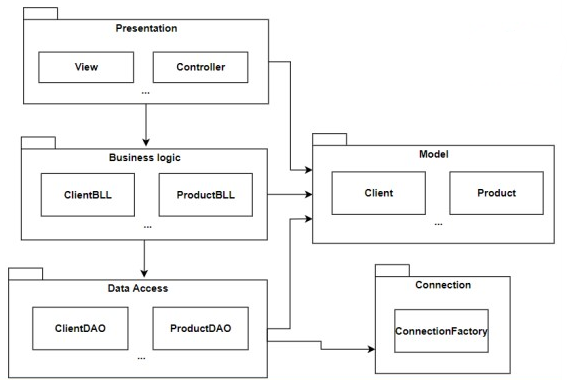 Presentation
View
Controller
...
Business logic
ClientBLL
ProductBLL
...
Model
Client
Product
...
Data Access
ClientDAO
ProductDAO
...
Connection
ConnectionFactory